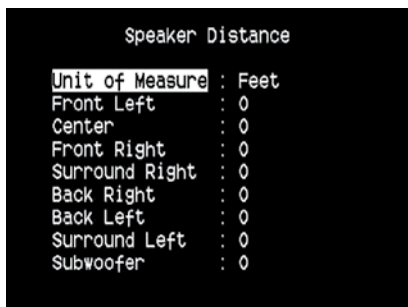 Speaker Distance
Unit of Measure : Feet
Front Left : 0
Center : 0
Front Right : 0
Surround Right : 0
Back Right : 0
Back Left : 0
Surround Left : 0
Subwoofer : 0